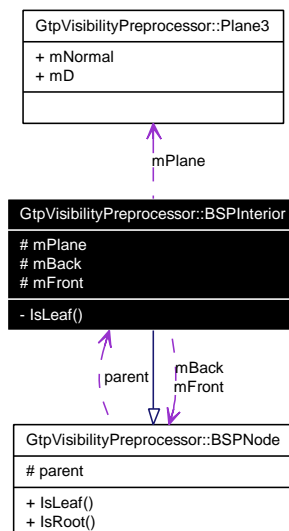 GtpVisibilityPreprocessor::Plane3
+ mNormal
+ mD
mPlane
GtpVisibilityPreprocessor::BSPInterior
# mPlane
# mBack
# mFront
- IsLeaf()
parent
mBack
mFront
GtpVisibilityPreprocessor::BSPNode
# parent
+ IsLeaf()
+ IsRoot()